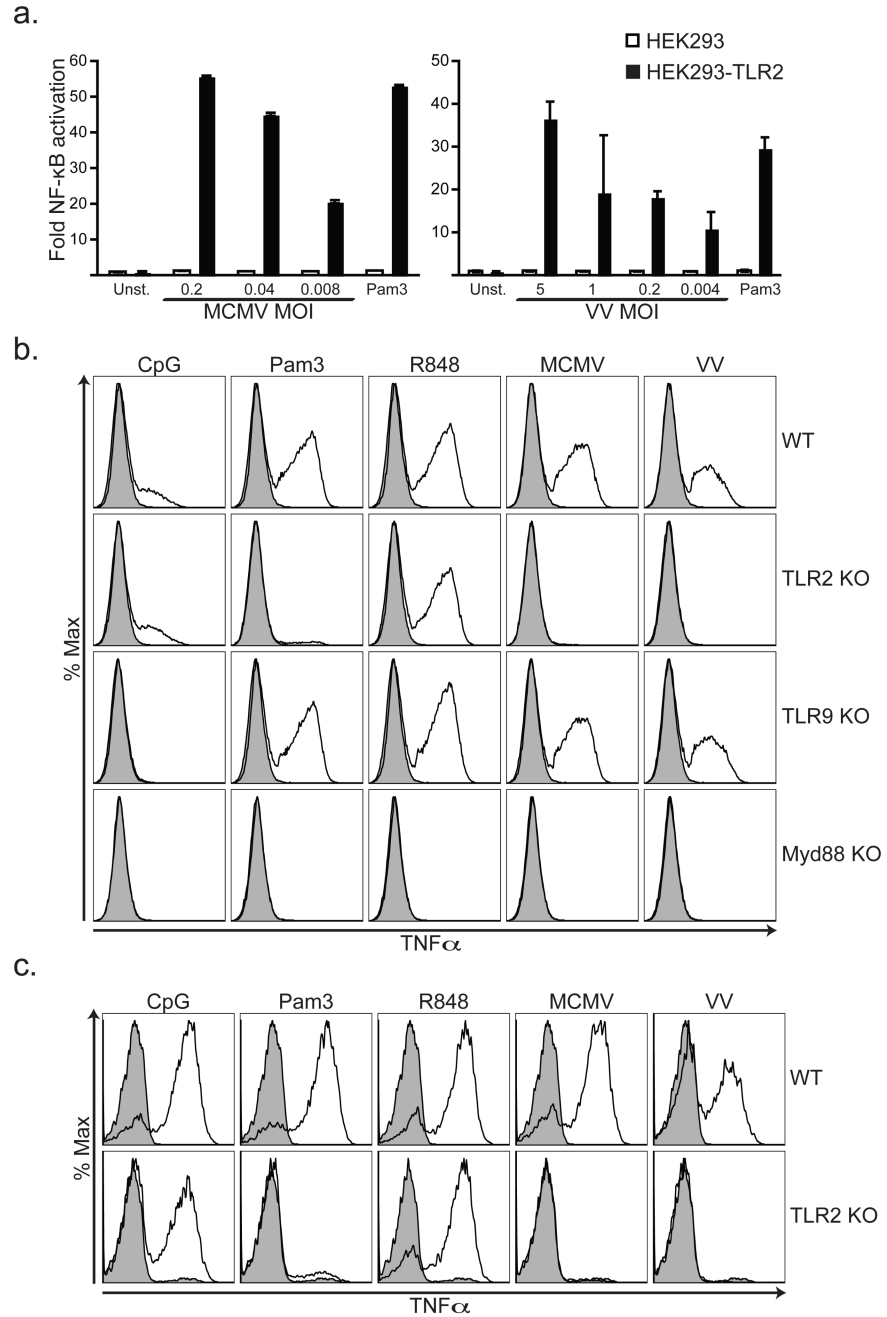 a.
HEK293
HEK293-TLR2
Fold NF-κB activation
60
50
40
30
20
10
Unst.
0.2
0.04
0.008
Pam3
MCMV MOI
50
40
30
20
10
Unst.
5
1
0.2
0.004
Pam3
VV MOI
b.
CpG
Pam3
R848
MCMV
VV
WT
TLR2 KO
TLR9 KO
Myd88 KO
% Max
TNFα
c.
CpG
Pam3
R848
MCMV
VV
WT
TLR2 KO
% Max
TNFα